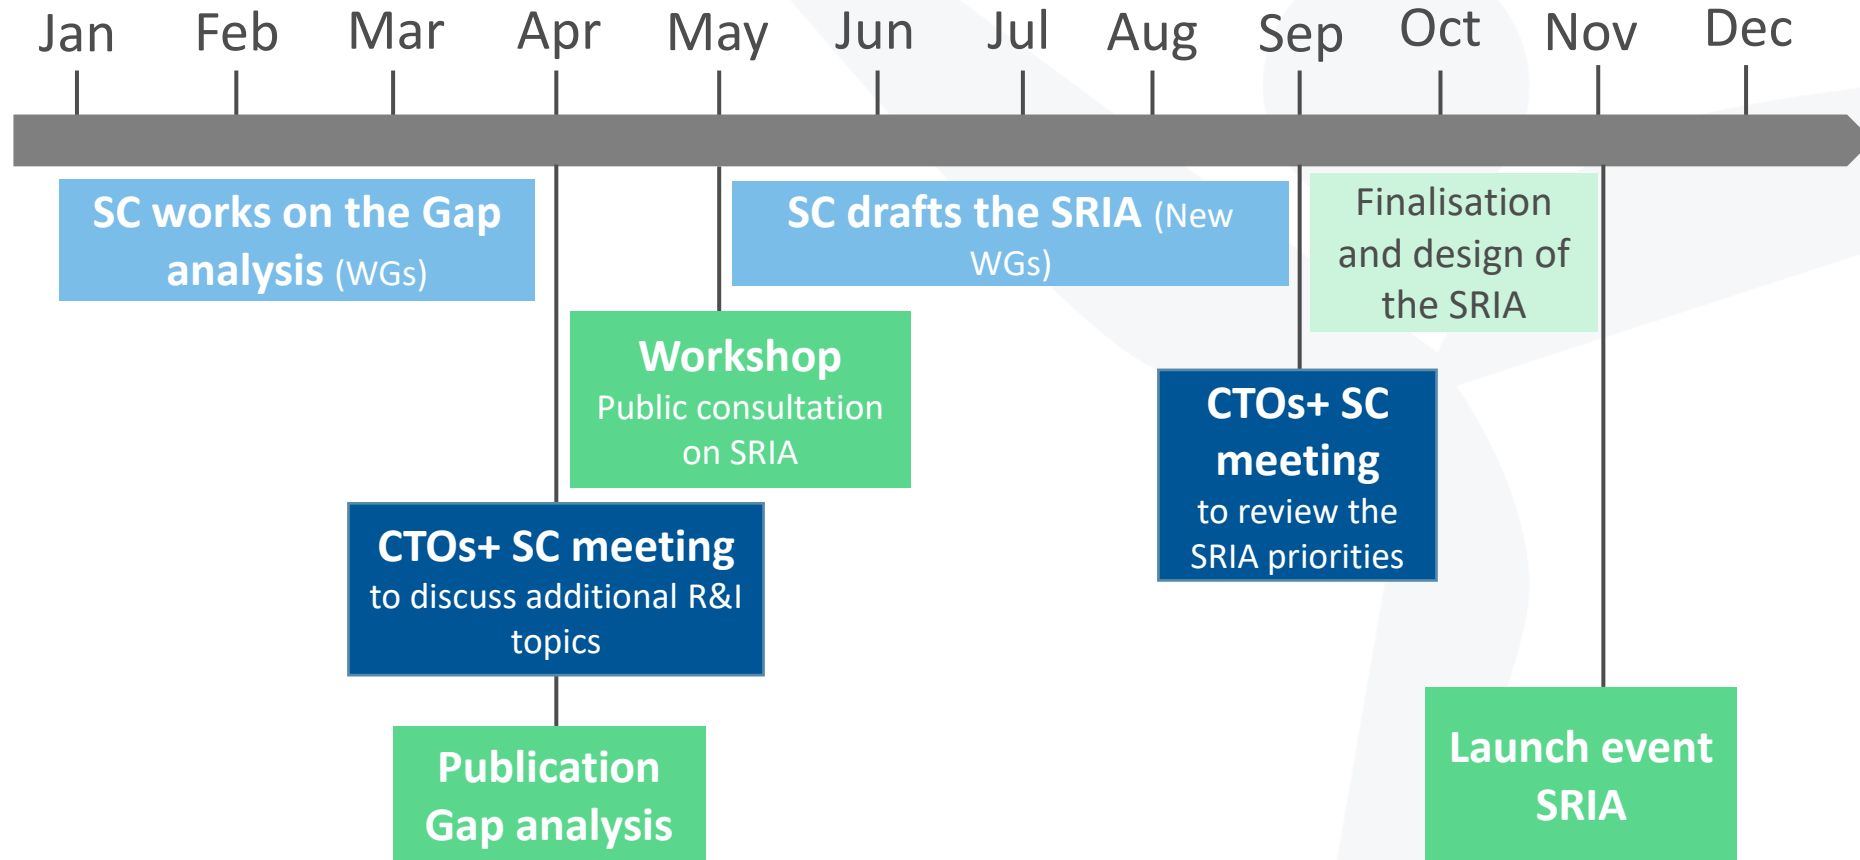 Jan Feb Mar Apr May Jun Jul Aug Sep Oct Nov Dec
SC works on the Gap
analysis (WGs)
SC drafts the SRIA (New
WGs)
Finalisation
and design of
the SRIA
Workshop
Public consultation
on SRIA
CTOs+ SC
meeting
to review the
SRIA priorities
CTOs+ SC meeting
to discuss additional R&I
topics
Publication
Gap analysis
Launch event
SRIA